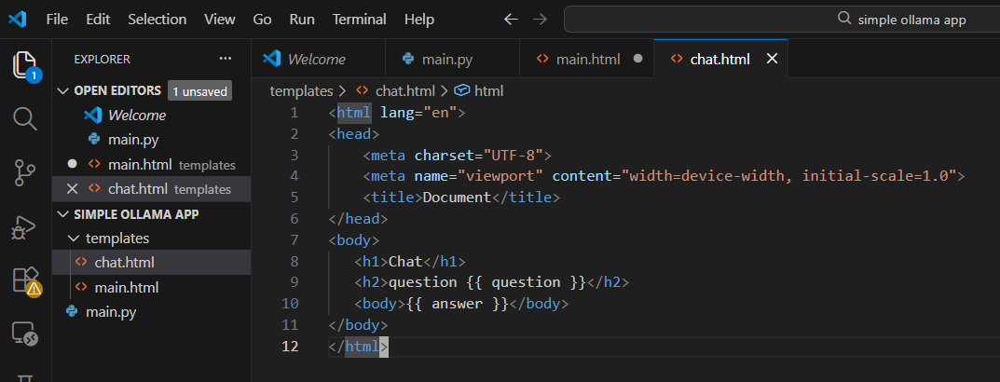 File Edit Selection View Go Run Terminal Help simple ollama app
EXPLORER ...
1
OPEN EDITORS 1 unsaved
Welcome
main.py
main.html templates
chat.html templates
SIMPLE OLLAMA APP
templates
chat.html
main.html
main.py
Welcome main.py main.html chat.html
templates > chat.html > html
1 <html lang="en">
2 <head>
3     <meta charset="UTF-8">
4     <meta name="viewport" content="width=device-width, initial-scale=1.0">
5     <title>Document</title>
6 </head>
7 <body>
8    <h1>Chat</h1>
9    <h2>question {{ question }}</h2>
10    <body>{{ answer }}</body>
11 </body>
12 </html>